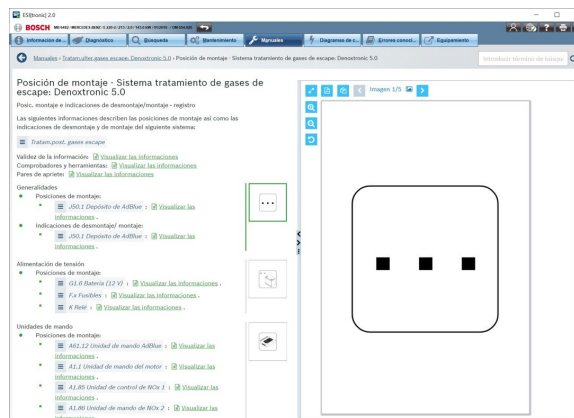 ESI[tronic] 2.0
BOSCH
Información de ...
Diagnóstico
Búsqueda
Mantenimiento
Manuales
Diagramas de c...
Errores conoci...
Equipamiento
Manuales › Tratam.ulter.gases escape: Denoxtronic 5.0 › Posición de montaje - Sistema tratamiento de gases de escape: Denoxtronic 5.0
Introducir término de búsque
Posición de montaje - Sistema tratamiento de gases de
escape: Denoxtronic 5.0
Posic. montaje e indicaciones de desmontaje/montaje - registro
Las siguientes informaciones describen las posiciones de montaje así como las
indicaciones de desmontaje y de montaje del siguiente sistema:
Tratam.post. gases escape
Validez de la información: Visualizar las informaciones
Comprobadores y herramientas: Visualizar las informaciones
Pares de apriete: Visualizar las informaciones
Generalidades
Posiciones de montaje:
J50.1 Depósito de AdBlue : Visualizar las
informaciones .
Indicaciones de desmontaje/ montaje:
J50.1 Depósito de AdBlue : Visualizar las
informaciones .
Alimentación de tensión
Posiciones de montaje:
G1.6 Batería (12 V) : Visualizar las informaciones .
F.x Fusibles : Visualizar las informaciones .
K Relé : Visualizar las informaciones .
Unidades de mando
Posiciones de montaje:
A61.12 Unidad de mando AdBlue : Visualizar las
informaciones .
A1.1 Unidad de mando del motor : Visualizar las
informaciones .
A1.85 Unidad de control de NOx 1 : Visualizar las
informaciones .
A1.86 Unidad de mando de NOx 2 : Visualizar las
Imagen 1/5